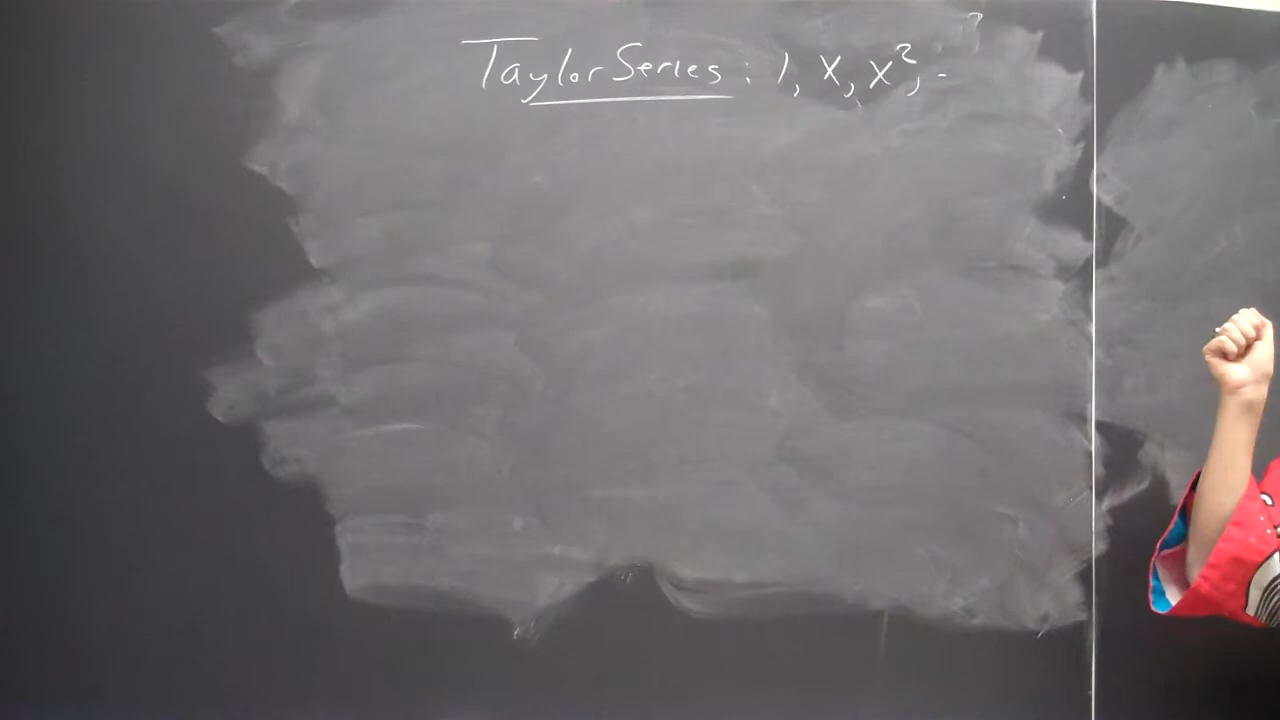 Taylor Series : 1, x, x², -